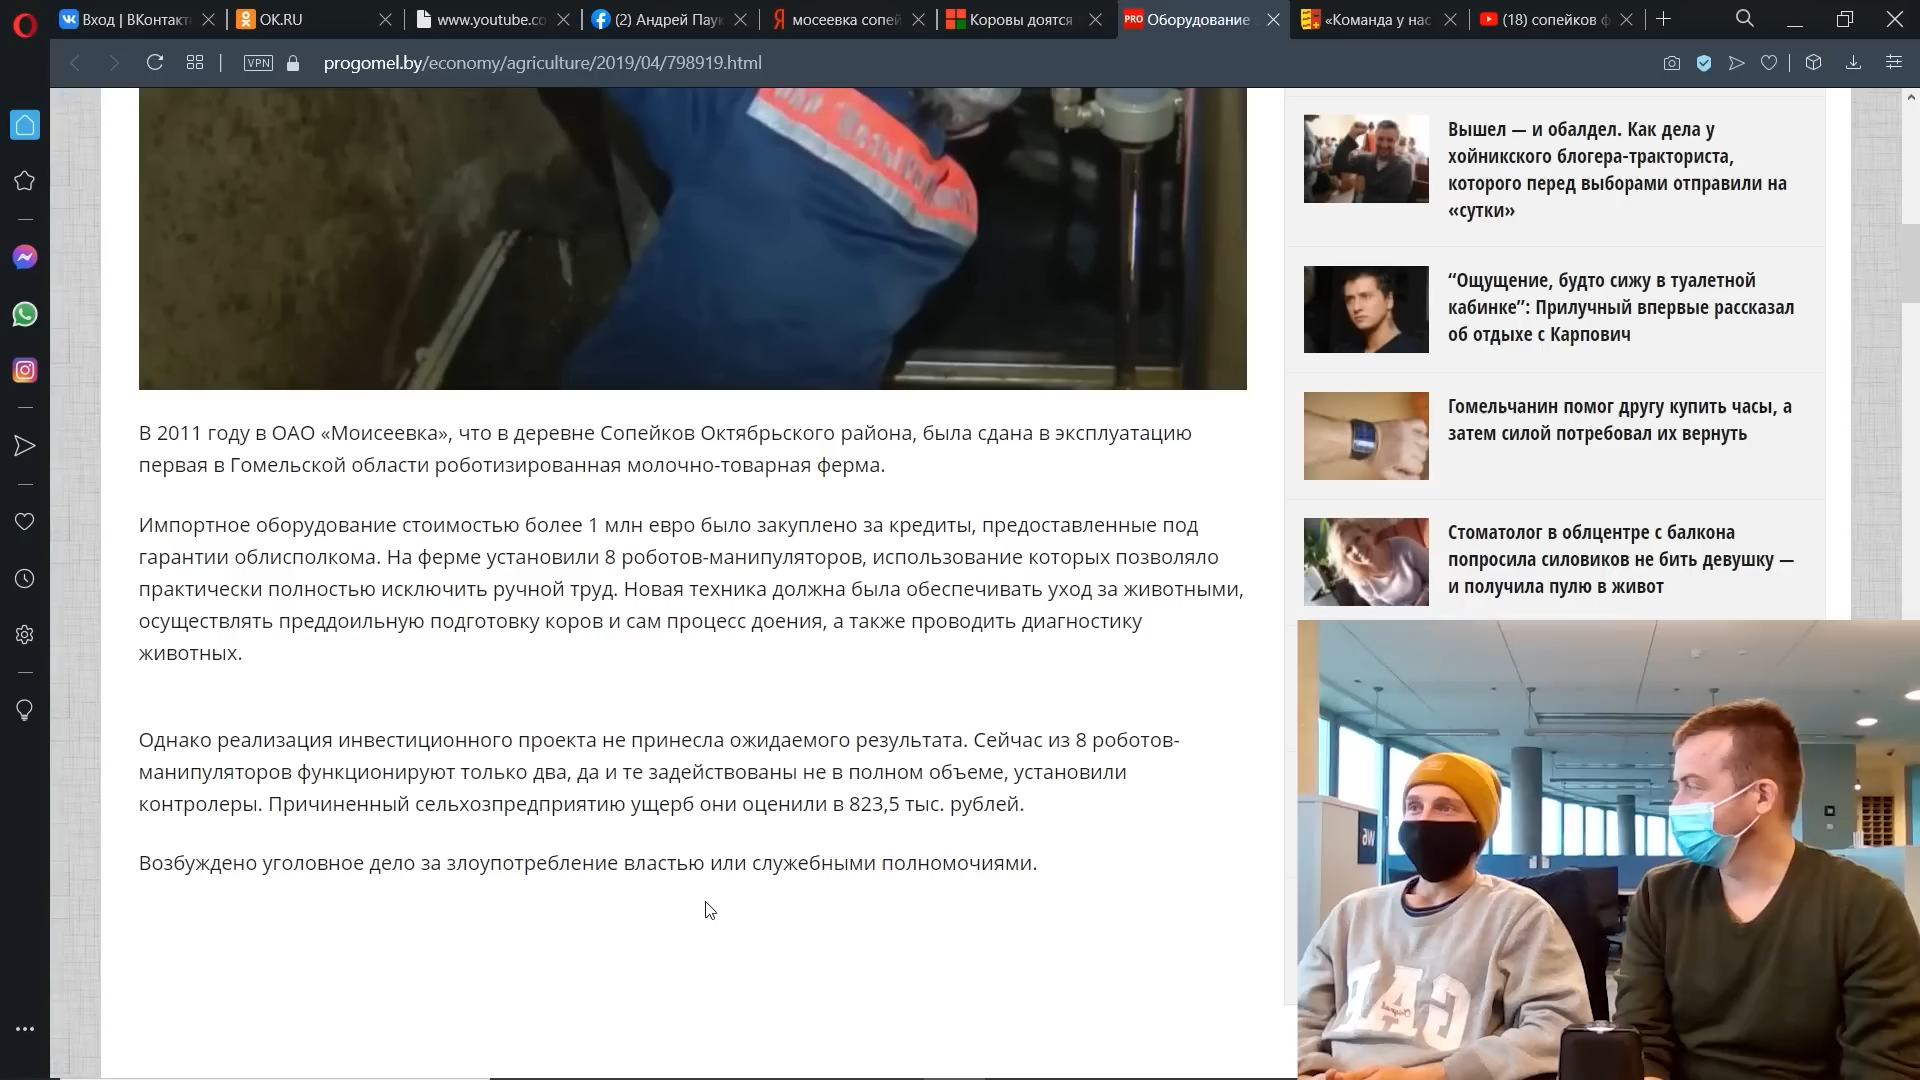 Вход | ВКонтакт
OK.RU
www.youtube.co
(2) Андрей Паук
мосеевка сопей
Коровы доятся
PRO Оборудование
«Команда у нас
(18) сопейков ф
VPN
progomel.by/economy/agriculture/2019/04/798919.html
Вышел — и обалдел. Как дела у
хойникского блогера-тракториста,
которого перед выборами отправили на
«сутки»
“Ощущение, будто сижу в туалетной
кабинке”: Прилучный впервые рассказал
об отдыхе с Карпович
Гомельчанин помог другу купить часы, а
затем силой потребовал их вернуть
Стоматолог в облцентре с балкона
попросила силовиков не бить девушку —
и получила пулю в живот
В 2011 году в ОАО «Моисеевка», что в деревне Сопейков Октябрьского района, была сдана в эксплуатацию
первая в Гомельской области роботизированная молочно-товарная ферма.
Импортное оборудование стоимостью более 1 млн евро было закуплено за кредиты, предоставленные под
гарантии облисполкома. На ферме установили 8 роботов-манипуляторов, использование которых позволяло
практически полностью исключить ручной труд. Новая техника должна была обеспечивать уход за животными,
осуществлять преддоильную подготовку коров и сам процесс доения, а также проводить диагностику
животных.
Однако реализация инвестиционного проекта не принесла ожидаемого результата. Сейчас из 8 роботов-
манипуляторов функционируют только два, да и те задействованы не в полном объеме, установили
контролеры. Причиненный сельхозпредприятию ущерб они оценили в 823,5 тыс. рублей.
Возбуждено уголовное дело за злоупотребление властью или служебными полномочиями.
W6
GAP